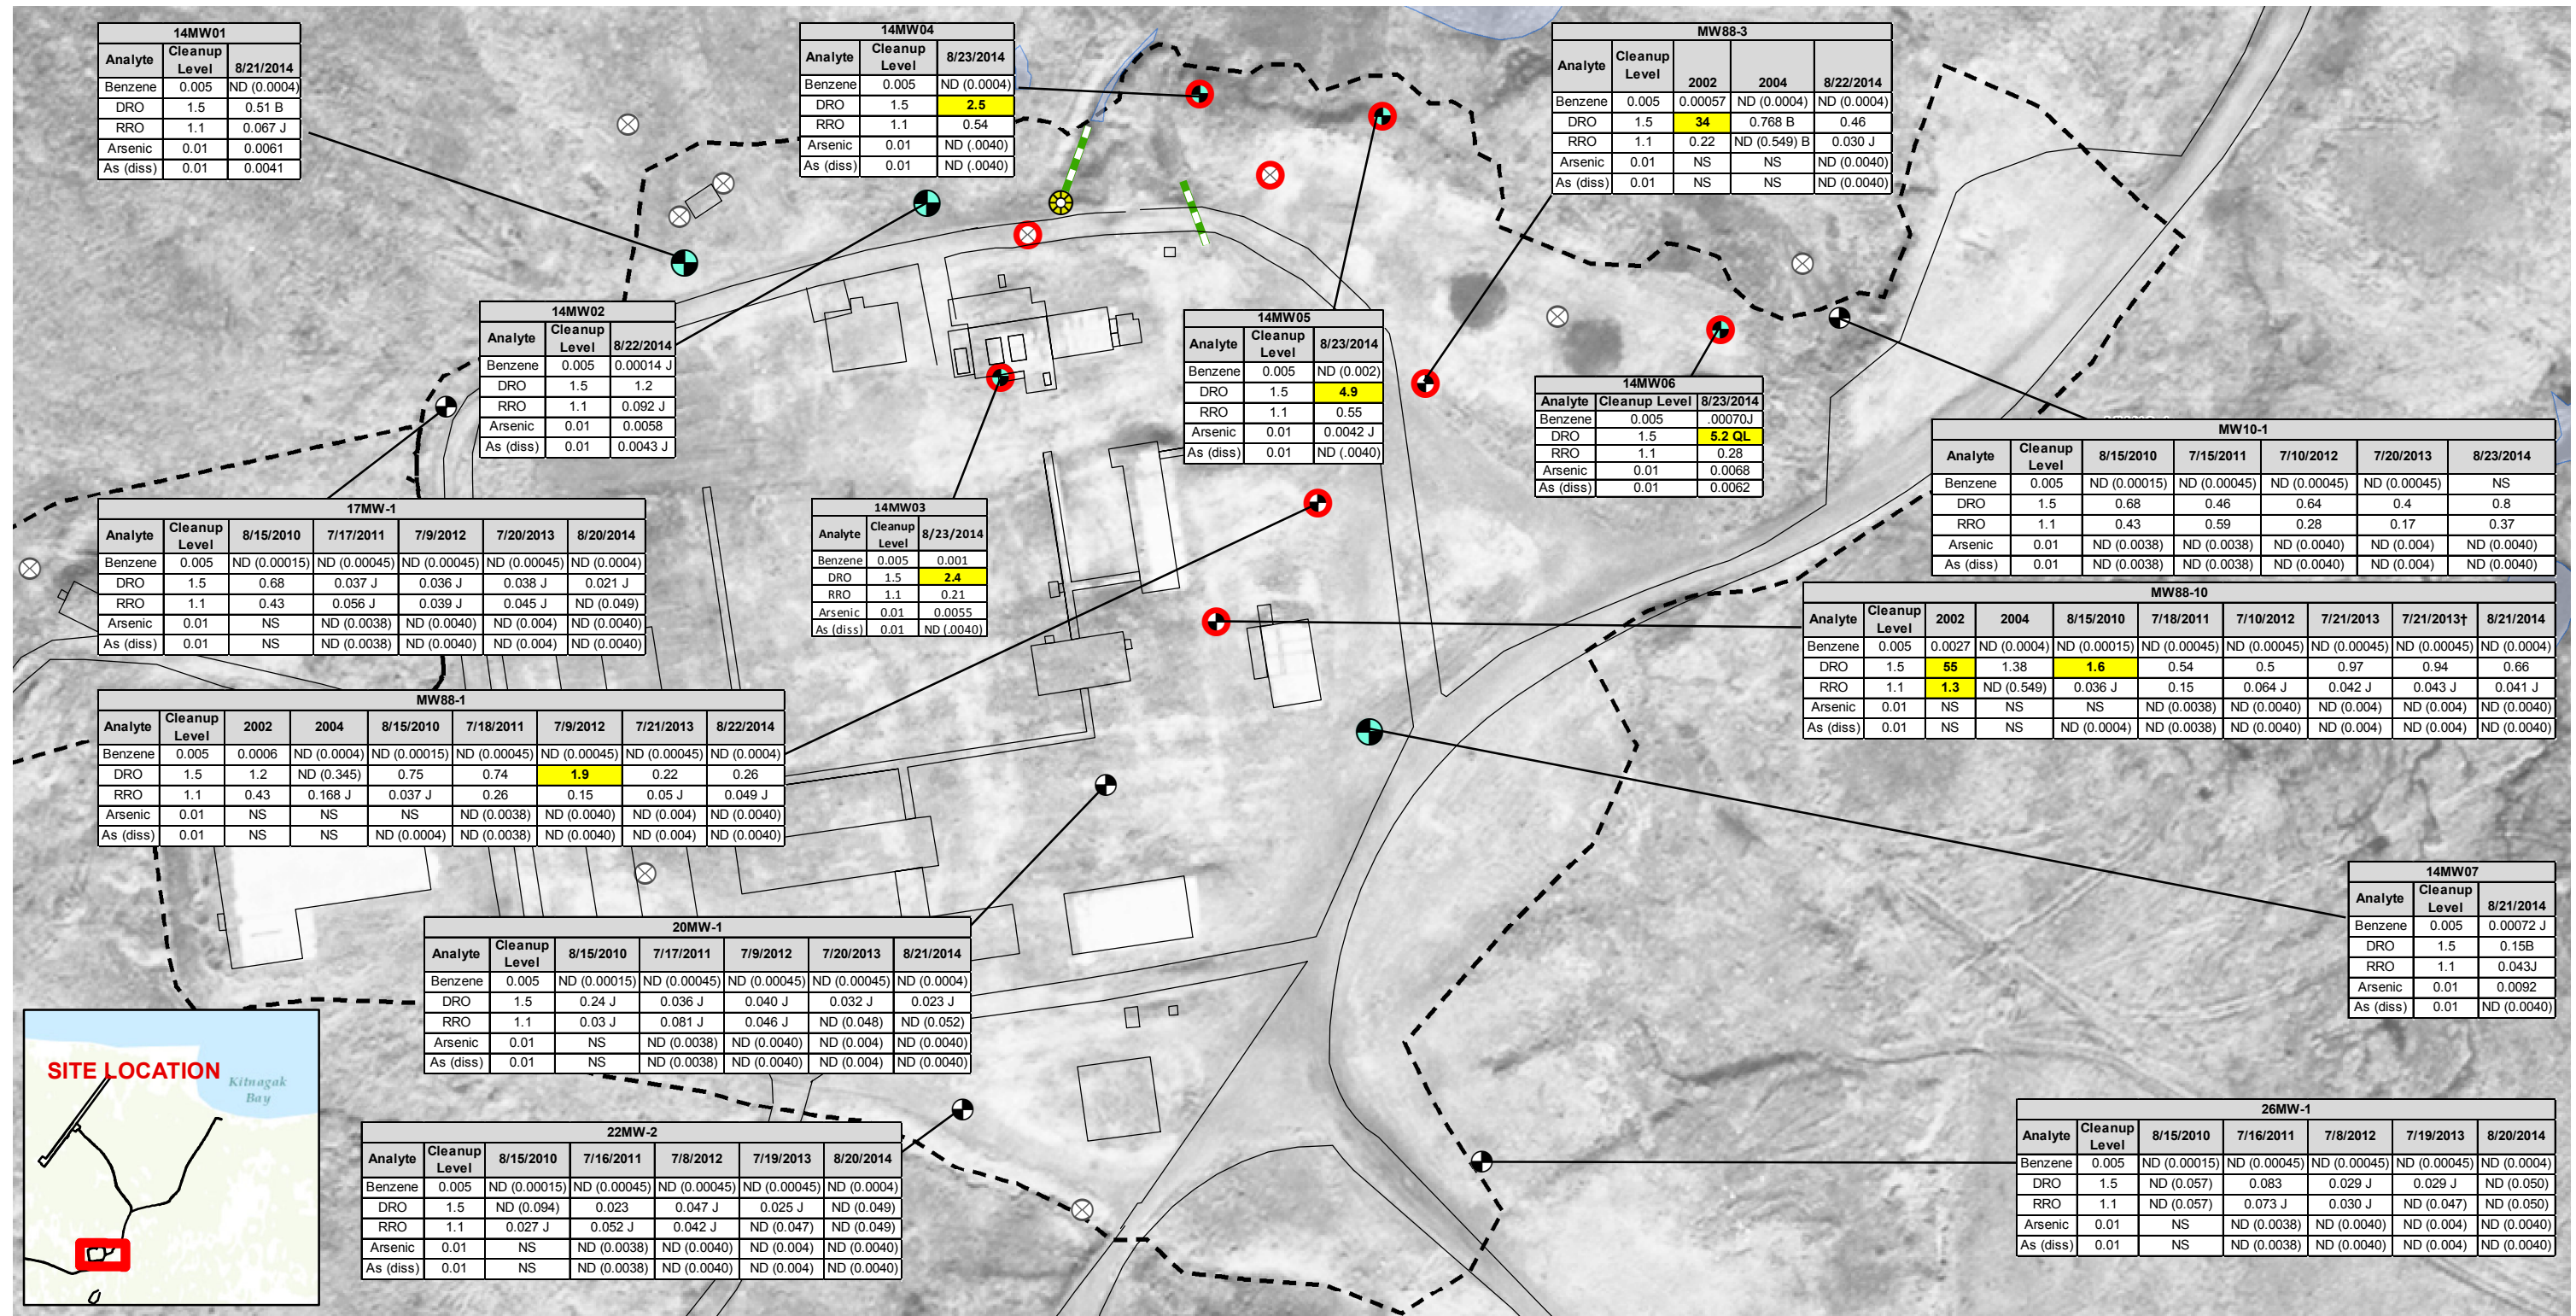 14MW01
Analyte Cleanup Level 8/21/2014
Benzene 0.005 ND (0.0004)
DRO 1.5 0.51 B
RRO 1.1 0.067 J
Arsenic 0.01 0.0061
As (diss) 0.01 0.0041
14MW04
Analyte Cleanup Level 8/23/2014
Benzene 0.005 ND (0.0004)
DRO 1.5 2.5
RRO 1.1 0.54
Arsenic 0.01 ND (.0040)
As (diss) 0.01 ND (.0040)
MW88-3
Analyte Cleanup Level 2002 2004 8/22/2014
Benzene 0.005 0.00057 ND (0.0004) ND (0.0004)
DRO 1.5 34 0.768 B 0.46
RRO 1.1 0.22 ND (0.549) B 0.030 J
Arsenic 0.01 NS NS ND (0.0040)
As (diss) 0.01 NS NS ND (0.0040)
14MW02
Analyte Cleanup Level 8/22/2014
Benzene 0.005 0.00014 J
DRO 1.5 1.2
RRO 1.1 0.092 J
Arsenic 0.01 0.0058
As (diss) 0.01 0.0043 J
14MW05
Analyte Cleanup Level 8/23/2014
Benzene 0.005 ND (0.002)
DRO 1.5 4.9
RRO 1.1 0.55
Arsenic 0.01 0.0042 J
As (diss) 0.01 ND (.0040)
14MW06
Analyte Cleanup Level 8/23/2014
Benzene 0.005 .00070J
DRO 1.5 5.2 QL
RRO 1.1 0.28
Arsenic 0.01 0.0068
As (diss) 0.01 0.0062
MW10-1
Analyte Cleanup Level 8/15/2010 7/15/2011 7/10/2012 7/20/2013 8/23/2014
Benzene 0.005 ND (0.00015) ND (0.00045) ND (0.00045) ND (0.00045) NS
DRO 1.5 0.68 0.46 0.64 0.4 0.8
RRO 1.1 0.43 0.59 0.28 0.17 0.37
Arsenic 0.01 ND (0.0038) ND (0.0038) ND (0.0040) ND (0.004) ND (0.0040)
As (diss) 0.01 ND (0.0038) ND (0.0038) ND (0.0040) ND (0.004) ND (0.0040)
17MW-1
Analyte Cleanup Level 8/15/2010 7/17/2011 7/9/2012 7/20/2013 8/20/2014
Benzene 0.005 ND (0.00015) ND (0.00045) ND (0.00045) ND (0.00045) ND (0.0004)
DRO 1.5 0.68 0.037 J 0.036 J 0.038 J 0.021 J
RRO 1.1 0.43 0.056 J 0.039 J 0.045 J ND (0.049)
Arsenic 0.01 NS ND (0.0038) ND (0.0040) ND (0.004) ND (0.0040)
As (diss) 0.01 NS ND (0.0038) ND (0.0040) ND (0.004) ND (0.0040)
14MW03
Analyte Cleanup Level 8/23/2014
Benzene 0.005 0.001
DRO 1.5 2.4
RRO 1.1 0.21
Arsenic 0.01 0.0055
As (diss) 0.01 ND (.0040)
MW88-10
Analyte Cleanup Level 2002 2004 8/15/2010 7/18/2011 7/10/2012 7/21/2013 7/21/2013† 8/21/2014
Benzene 0.005 0.0027 ND (0.0004) ND (0.00015) ND (0.00045) ND (0.00045) ND (0.00045) ND (0.00045) ND (0.0004)
DRO 1.5 55 1.38 1.6 0.54 0.5 0.97 0.94 0.66
RRO 1.1 1.3 ND (0.549) 0.036 J 0.15 0.064 J 0.042 J 0.043 J 0.041 J
Arsenic 0.01 NS NS NS ND (0.0038) ND (0.0040) ND (0.004) ND (0.004) ND (0.0040)
As (diss) 0.01 NS NS ND (0.0004) ND (0.0038) ND (0.0040) ND (0.004) ND (0.004) ND (0.0040)
MW88-1
Analyte Cleanup Level 2002 2004 8/15/2010 7/18/2011 7/9/2012 7/21/2013 8/22/2014
Benzene 0.005 0.0006 ND (0.0004) ND (0.00015) ND (0.00045) ND (0.00045) ND (0.00045) ND (0.0004)
DRO 1.5 1.2 ND (0.345) 0.75 0.74 1.9 0.22 0.26
RRO 1.1 0.43 0.168 J 0.037 J 0.26 0.15 0.05 J 0.049 J
Arsenic 0.01 NS NS NS ND (0.0038) ND (0.0040) ND (0.004) ND (0.0040)
As (diss) 0.01 NS NS ND (0.0004) ND (0.0038) ND (0.0040) ND (0.004) ND (0.0040)
14MW07
Analyte Cleanup Level 8/21/2014
Benzene 0.005 0.00072 J
DRO 1.5 0.15B
RRO 1.1 0.043J
Arsenic 0.01 0.0092
As (diss) 0.01 ND (0.0040)
20MW-1
Analyte Cleanup Level 8/15/2010 7/17/2011 7/9/2012 7/20/2013 8/21/2014
Benzene 0.005 ND (0.00015) ND (0.00045) ND (0.00045) ND (0.00045) ND (0.0004)
DRO 1.5 0.24 J 0.036 J 0.040 J 0.032 J 0.023 J
RRO 1.1 0.03 J 0.081 J 0.046 J ND (0.048) ND (0.052)
Arsenic 0.01 NS ND (0.0038) ND (0.0040) ND (0.004) ND (0.0040)
As (diss) 0.01 NS ND (0.0038) ND (0.0040) ND (0.004) ND (0.0040)
SITE LOCATION
Kitnagak
Bay
22MW-2
Analyte Cleanup Level 8/15/2010 7/16/2011 7/8/2012 7/19/2013 8/20/2014
Benzene 0.005 ND (0.00015) ND (0.00045) ND (0.00045) ND (0.00045) ND (0.0004)
DRO 1.5 ND (0.094) 0.023 0.047 J 0.025 J ND (0.049)
RRO 1.1 0.027 J 0.052 J 0.042 J ND (0.047) ND (0.049)
Arsenic 0.01 NS ND (0.0038) ND (0.0040) ND (0.004) ND (0.0040)
As (diss) 0.01 NS ND (0.0038) ND (0.0040) ND (0.004) ND (0.0040)
26MW-1
Analyte Cleanup Level 8/15/2010 7/16/2011 7/8/2012 7/19/2013 8/20/2014
Benzene 0.005 ND (0.00015) ND (0.00045) ND (0.00045) ND (0.00045) ND (0.0004)
DRO 1.5 ND (0.057) 0.083 0.029 J 0.029 J ND (0.050)
RRO 1.1 ND (0.057) 0.073 J 0.030 J ND (0.047) ND (0.050)
Arsenic 0.01 NS ND (0.0038) ND (0.0040) ND (0.004) ND (0.0040)
As (diss) 0.01 NS ND (0.0038) ND (0.0040) ND (0.004) ND (0.0040)